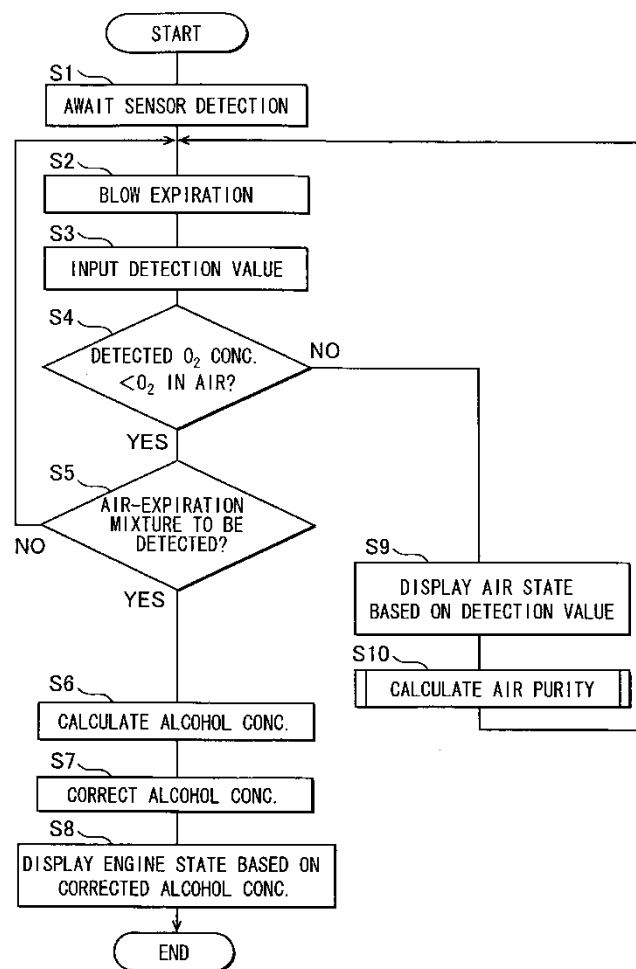 START
S1
AWAIT SENSOR DETECTION
S2
BLOW EXPIRATION
S3
INPUT DETECTION VALUE
S4
DETECTED O₂ CONC.
<O₂ IN AIR?
NO
YES
S5
AIR-EXPIRATION
MIXTURE TO BE
DETECTED?
NO
YES
S9
DISPLAY AIR STATE
BASED ON DETECTION VALUE
S10
CALCULATE AIR PURITY
S6
CALCULATE ALCOHOL CONC.
S7
CORRECT ALCOHOL CONC.
S8
DISPLAY ENGINE STATE BASED ON
CORRECTED ALCOHOL CONC.
END